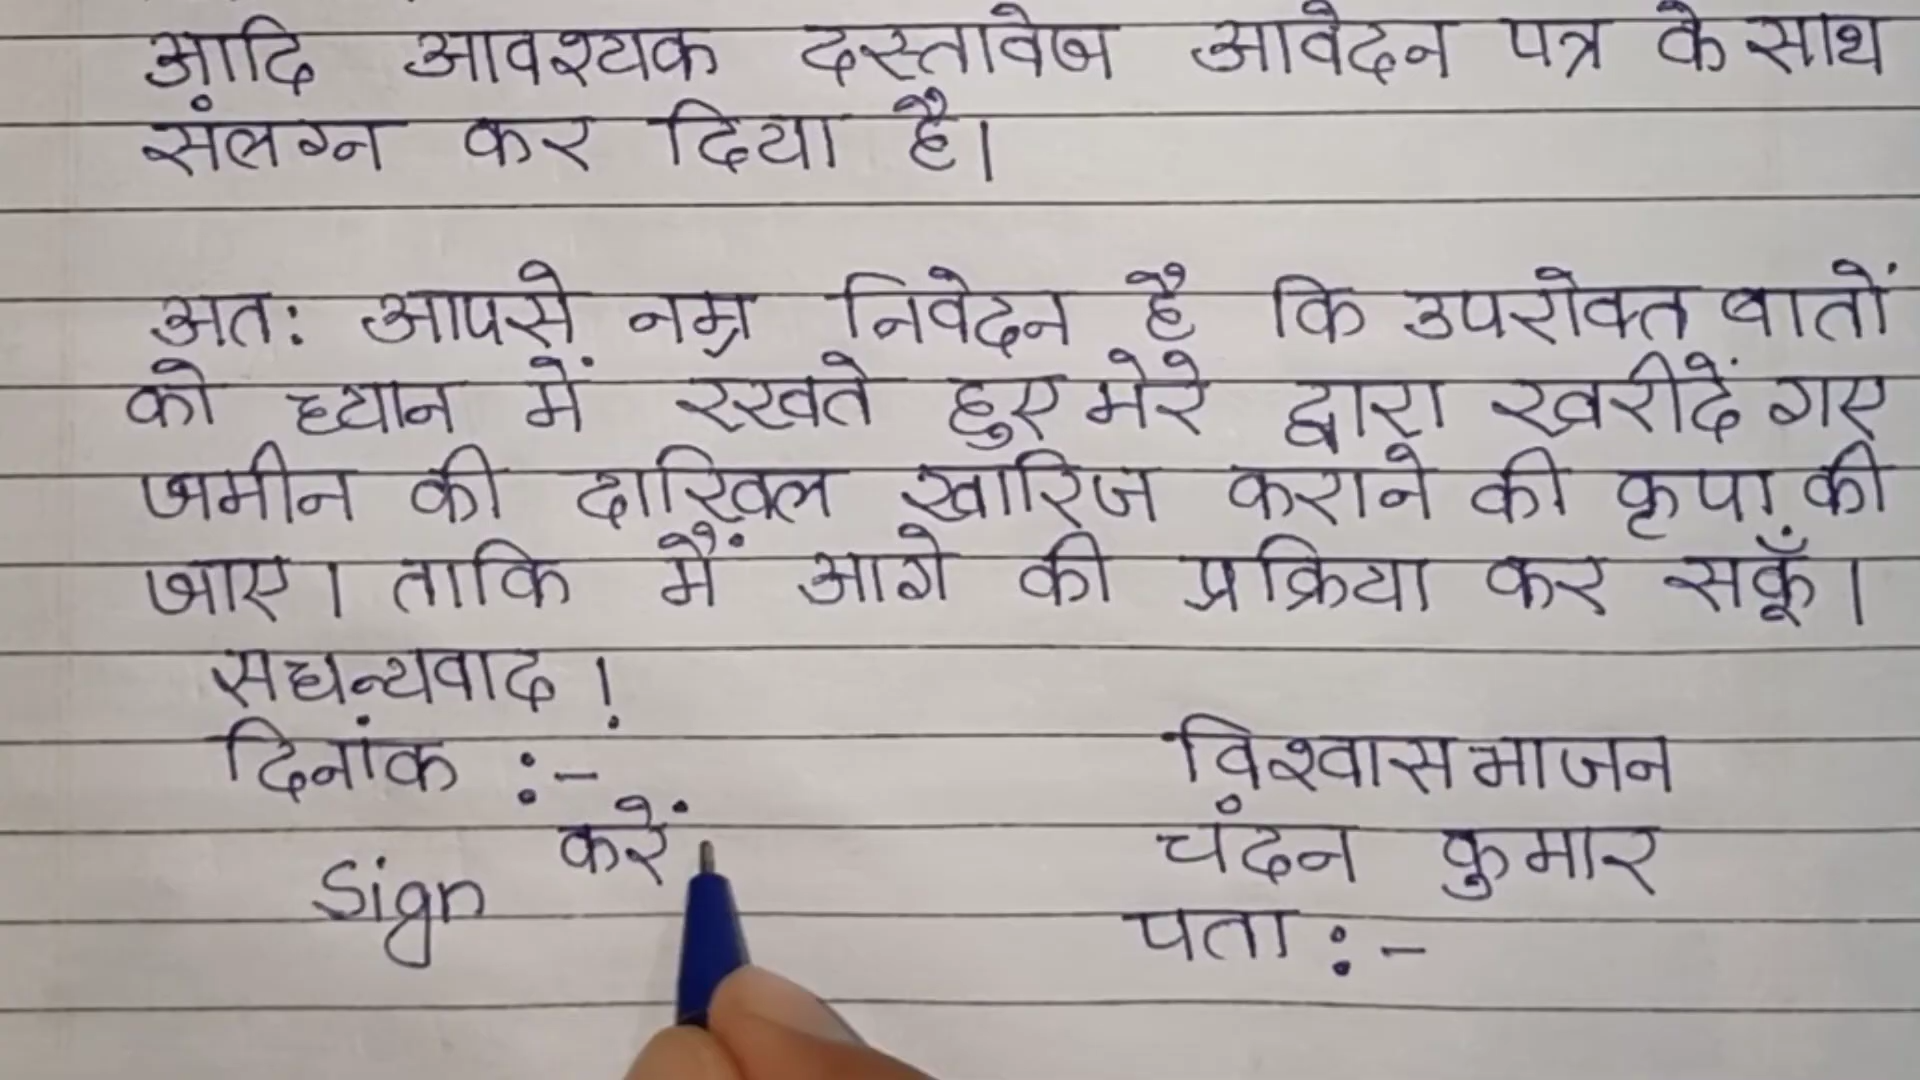 आदि आवश्यक दस्तावेज आवेदन पत्र के साथ
संलग्न कर दिया है।
अतः आपसे नम्र निवेदन है कि उपरोक्त बातों
को ध्यान में रखते हुए मेरे द्वारा खरीदें गए
जमीन की दाखिल खारिज कराने की कृपा की
जाए। ताकि मैं आगे की प्रक्रिया कर सकूँ।
सधन्यवाद!
दिनांक :-
विश्वासभाजन
Sign करें
चंदन कुमार
पता :-